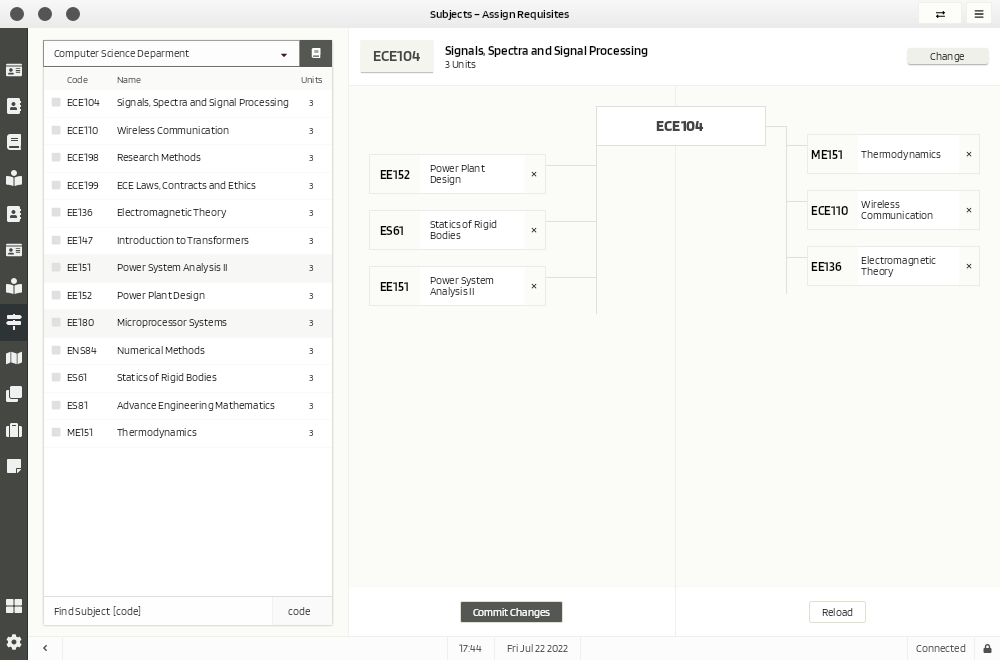 Subjects – Assign Requisites
Computer Science Deparment
Code Name Units
ECE104 Signals, Spectra and Signal Processing 3
ECE110 Wireless Communication 3
ECE198 Research Methods 3
ECE199 ECE Laws, Contracts and Ethics 3
EE136 Electromagnetic Theory 3
EE147 Introduction to Transformers 3
EE151 Power System Analysis II 3
EE152 Power Plant Design 3
EE180 Microprocessor Systems 3
ENS84 Numerical Methods 3
ES61 Statics of Rigid Bodies 3
ES81 Advance Engineering Mathematics 3
ME151 Thermodynamics 3
Find Subject [code] code
ECE104 Signals, Spectra and Signal Processing
3 Units
Change
ECE104
EE152 Power Plant
Design ×
ES61 Statics of Rigid
Bodies ×
EE151 Power System
Analysis II ×
ME151 Thermodynamics ×
ECE110 Wireless
Communication ×
EE136 Electromagnetic
Theory ×
Commit Changes
Reload
17:44 Fri Jul 22 2022 Connected